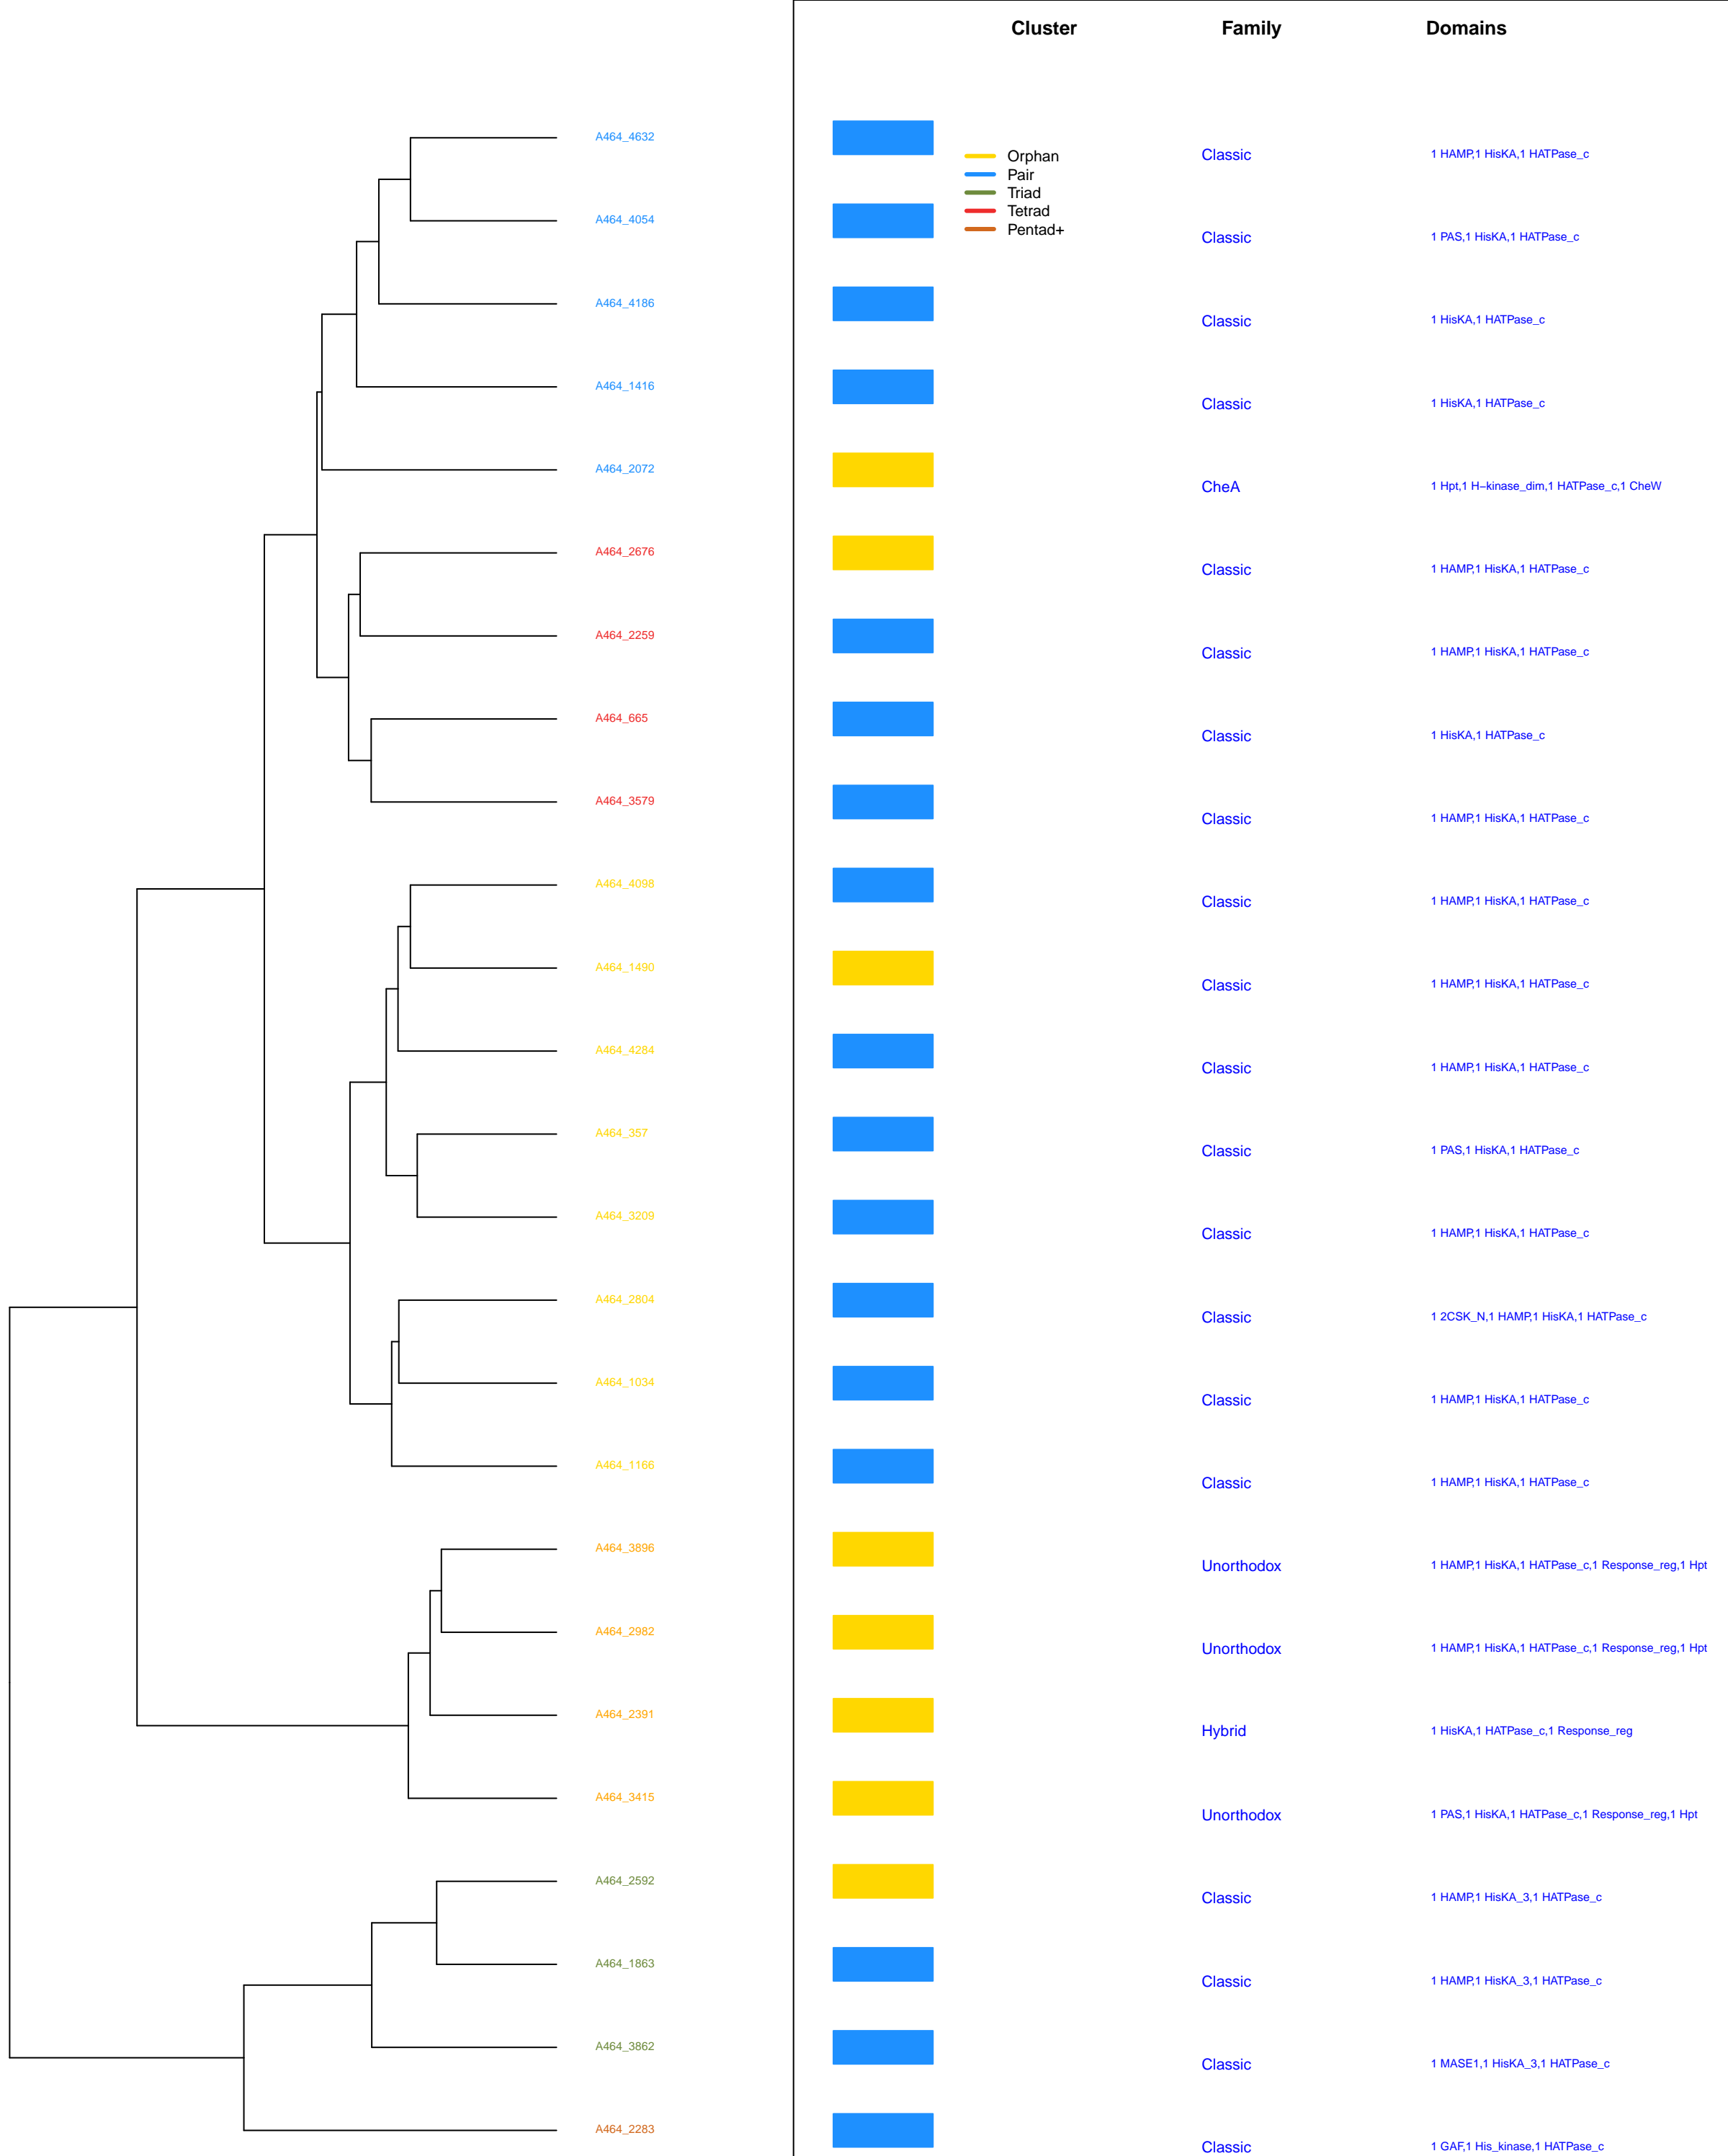 Cluster Family Domains
A464_4632
Orphan
Classic 1 HAMP,1 HisKA,1 HATPase_c
Pair
Triad
Tetrad
A464_4054
Pentad+
Classic 1 PAS,1 HisKA,1 HATPase_c
A464_4186
Classic 1 HisKA,1 HATPase_c
A464_1416
Classic 1 HisKA,1 HATPase_c
A464_2072
CheA 1 Hpt,1 H−kinase_dim,1 HATPase_c,1 CheW
A464_2676
Classic 1 HAMP,1 HisKA,1 HATPase_c
A464_2259
Classic 1 HAMP,1 HisKA,1 HATPase_c
A464_665
Classic 1 HisKA,1 HATPase_c
A464_3579
Classic 1 HAMP,1 HisKA,1 HATPase_c
A464_4098
Classic 1 HAMP,1 HisKA,1 HATPase_c
A464_1490
Classic 1 HAMP,1 HisKA,1 HATPase_c
A464_4284
Classic 1 HAMP,1 HisKA,1 HATPase_c
A464_357
Classic 1 PAS,1 HisKA,1 HATPase_c
A464_3209
Classic 1 HAMP,1 HisKA,1 HATPase_c
A464_2804
Classic 1 2CSK_N,1 HAMP,1 HisKA,1 HATPase_c
A464_1034
Classic 1 HAMP,1 HisKA,1 HATPase_c
A464_1166
Classic 1 HAMP,1 HisKA,1 HATPase_c
A464_3896
Unorthodox 1 HAMP,1 HisKA,1 HATPase_c,1 Response_reg,1 Hpt
A464_2982
Unorthodox 1 HAMP,1 HisKA,1 HATPase_c,1 Response_reg,1 Hpt
A464_2391
Hybrid 1 HisKA,1 HATPase_c,1 Response_reg
A464_3415
Unorthodox 1 PAS,1 HisKA,1 HATPase_c,1 Response_reg,1 Hpt
A464_2592
Classic 1 HAMP,1 HisKA_3,1 HATPase_c
A464_1863
Classic 1 HAMP,1 HisKA_3,1 HATPase_c
A464_3862
Classic 1 MASE1,1 HisKA_3,1 HATPase_c
A464_2283
Classic 1 GAF,1 His_kinase,1 HATPase_c